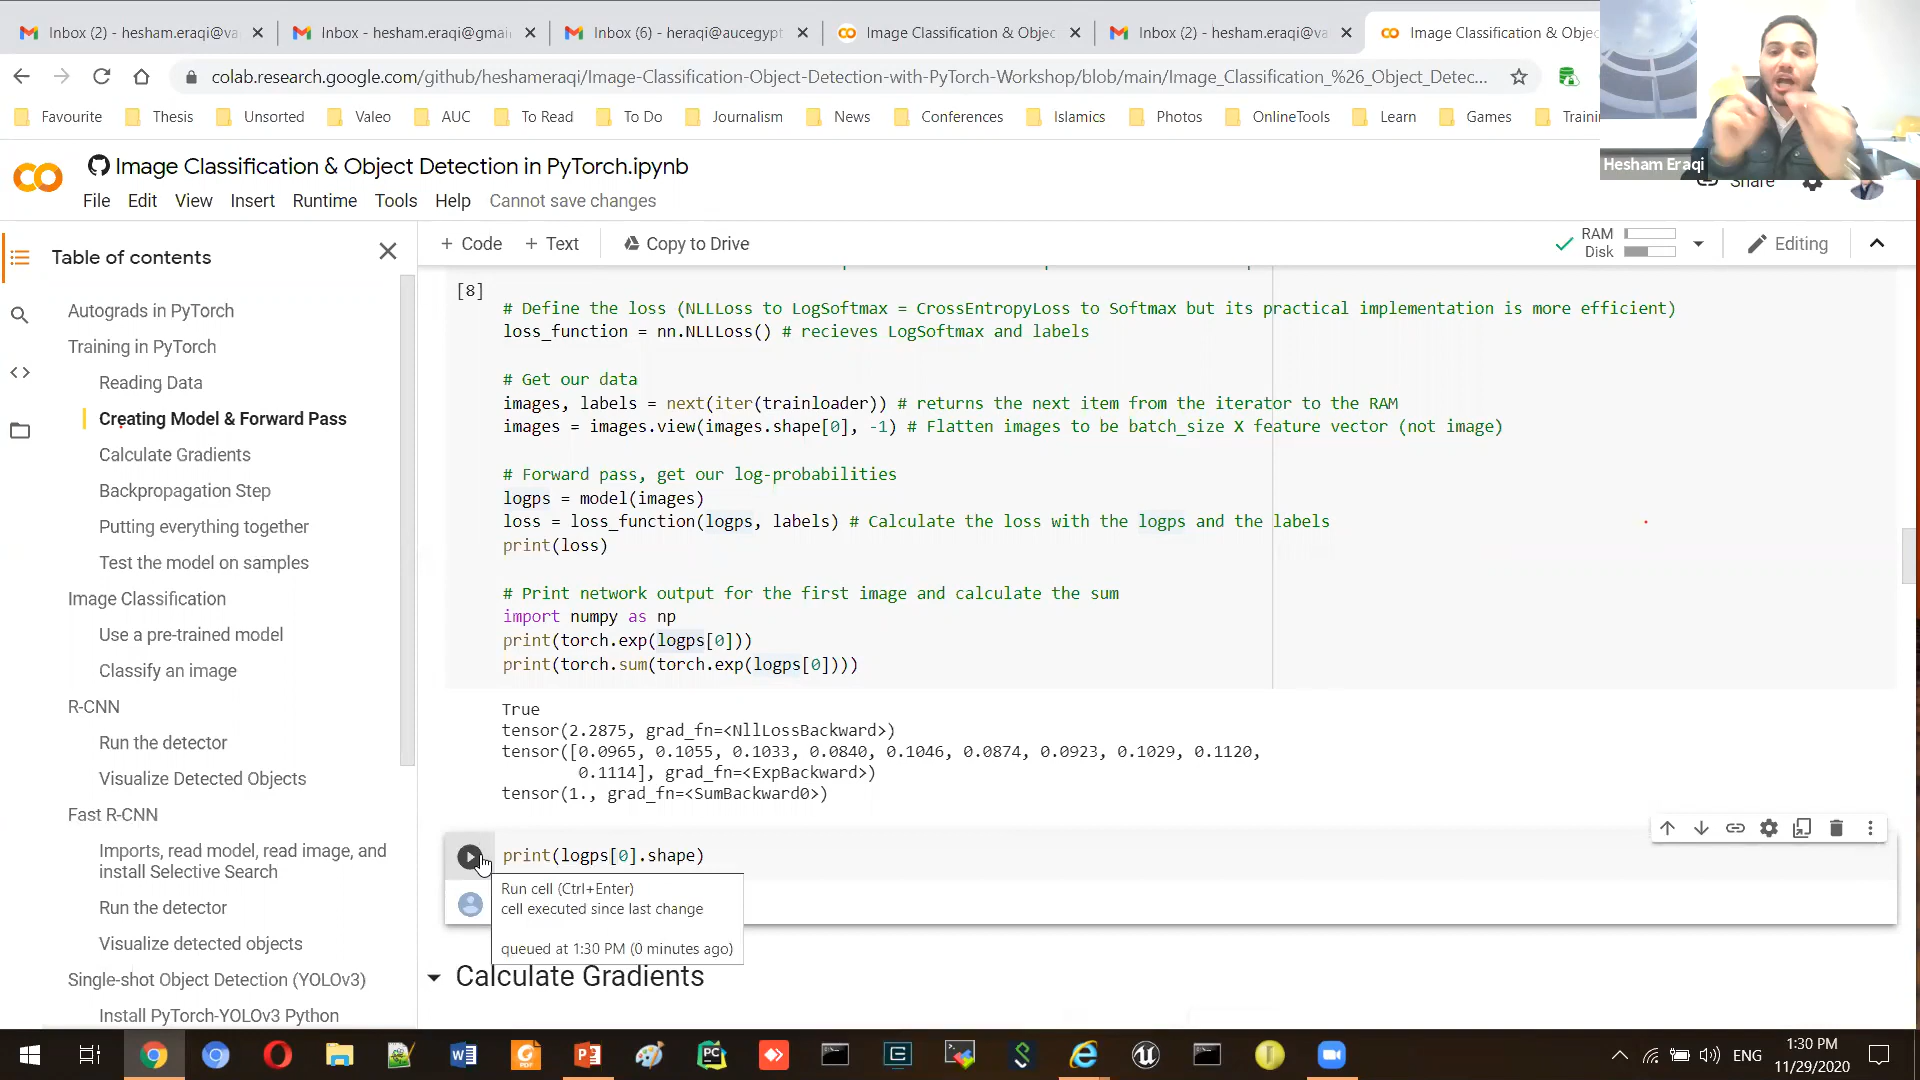 Inbox (2) - hesham.eraqi@va
Inbox - hesham.eraqi@gmai
Inbox (6) - heraqi@aucegypt
Image Classification & Objec
Inbox (2) - hesham.eraqi@va
Image Classification & Obje
colab.research.google.com/github/heshameraqi/Image-Classification-Object-Detection-with-PyTorch-Workshop/blob/main/Image_Classification_%26_Object_Detec...
Favourite
Thesis
Unsorted
Valeo
AUC
To Read
To Do
Journalism
News
Conferences
Islamics
Photos
OnlineTools
Learn
Games
Traini
Hesham Eraqi
Image Classification & Object Detection in PyTorch.ipynb
File Edit View Insert Runtime Tools Help Cannot save changes
Share
Table of contents
+ Code + Text Copy to Drive
RAM
Disk
Editing
Autograds in PyTorch
Training in PyTorch
Reading Data
Creating Model & Forward Pass
Calculate Gradients
Backpropagation Step
Putting everything together
Test the model on samples
Image Classification
Use a pre-trained model
Classify an image
R-CNN
Run the detector
Visualize Detected Objects
Fast R-CNN
Imports, read model, read image, and
install Selective Search
Run the detector
Visualize detected objects
Single-shot Object Detection (YOLOv3)
Install PyTorch-YOLOv3 Python
[8]
# Define the loss (NLLLoss to LogSoftmax = CrossEntropyLoss to Softmax but its practical implementation is more efficient)
loss_function = nn.NLLLoss() # recieves LogSoftmax and labels
# Get our data
images, labels = next(iter(trainloader)) # returns the next item from the iterator to the RAM
images = images.view(images.shape[0], -1) # Flatten images to be batch_size X feature vector (not image)
# Forward pass, get our log-probabilities
logps = model(images)
loss = loss_function(logps, labels) # Calculate the loss with the logps and the labels
print(loss)
# Print network output for the first image and calculate the sum
import numpy as np
print(torch.exp(logps[0]))
print(torch.sum(torch.exp(logps[0])))
True
tensor(2.2875, grad_fn=<NllLossBackward>)
tensor([0.0965, 0.1055, 0.1033, 0.0840, 0.1046, 0.0874, 0.0923, 0.1029, 0.1120,
0.1114], grad_fn=<ExpBackward>)
tensor(1., grad_fn=<SumBackward0>)
print(logps[0].shape)
Run cell (Ctrl+Enter)
cell executed since last change
queued at 1:30 PM (0 minutes ago)
Calculate Gradients
ENG
1:30 PM
11/29/2020